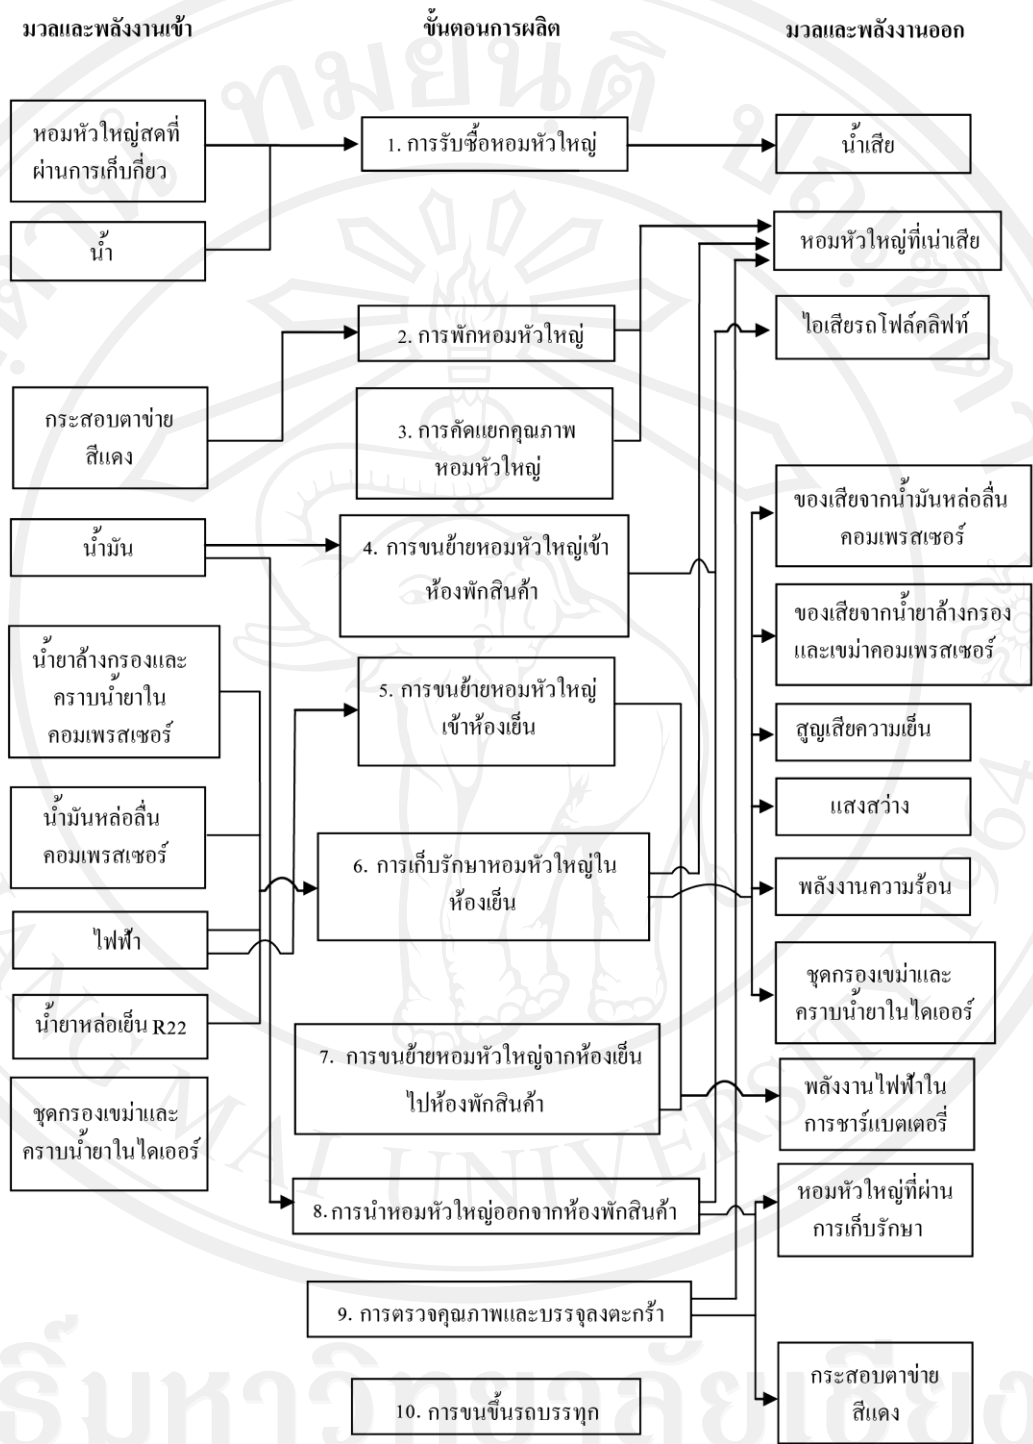 มวลและพลังงานเข้า
ขั้นตอนการผลิต
มวลและพลังงานออก
หอมหัวใหญ่สดที่
ผ่านการเก็บกี่ยว
1. การรับซื้อหอมหัวใหญ่
น้ำเสีย
น้ำ
หอมหัวใหญ่ที่เน่าเสีย
2. การพักหอมหัวใหญ่
ไอเสียรถโฟล์คลิฟท์
กระสอบตาข่าย
สีแดง
3. การคัดแยกคุณภาพ
หอมหัวใหญ่
ของเสียจากน้ำมันหล่อลื่น
คอมเพรสเซอร์
น้ำมัน
4. การขนย้ายหอมหัวใหญ่เข้า
ห้องพักสินค้า
ของเสียจากน้ำยาล้างกรอง
และเขม่าคอมเพรสเซอร์
น้ำยาล้างกรองและ
คราบน้ำยาใน
คอมเพรสเซอร์
5. การขนย้ายหอมหัวใหญ่
เข้าห้องเย็น
สูญเสียความเย็น
แสงสว่าง
น้ำมันหล่อลื่น
คอมเพรสเซอร์
6. การเก็บรักษาหอมหัวใหญ่ใน
ห้องเย็น
พลังงานความร้อน
ไฟฟ้า
ชุดกรองเขม่าและ
คราบน้ำยาในไดเออร์
น้ำยาหล่อเย็น R22
7. การขนย้ายหอมหัวใหญ่จากห้องเย็น
ไปห้องพักสินค้า
พลังงานไฟฟ้าใน
การชาร์แบตเตอรี่
ชุดกรองเขม่าและ
คราบน้ำยาในไดเออร์
8. การนำหอมหัวใหญ่ออกจากห้องพักสินค้า
หอมหัวใหญ่ที่ผ่าน
การเก็บรักษา
9. การตรวจคุณภาพและบรรจุลงตะกร้า
กระสอบตาข่าย
สีแดง
10. การขนขึ้นรถบรรทุก